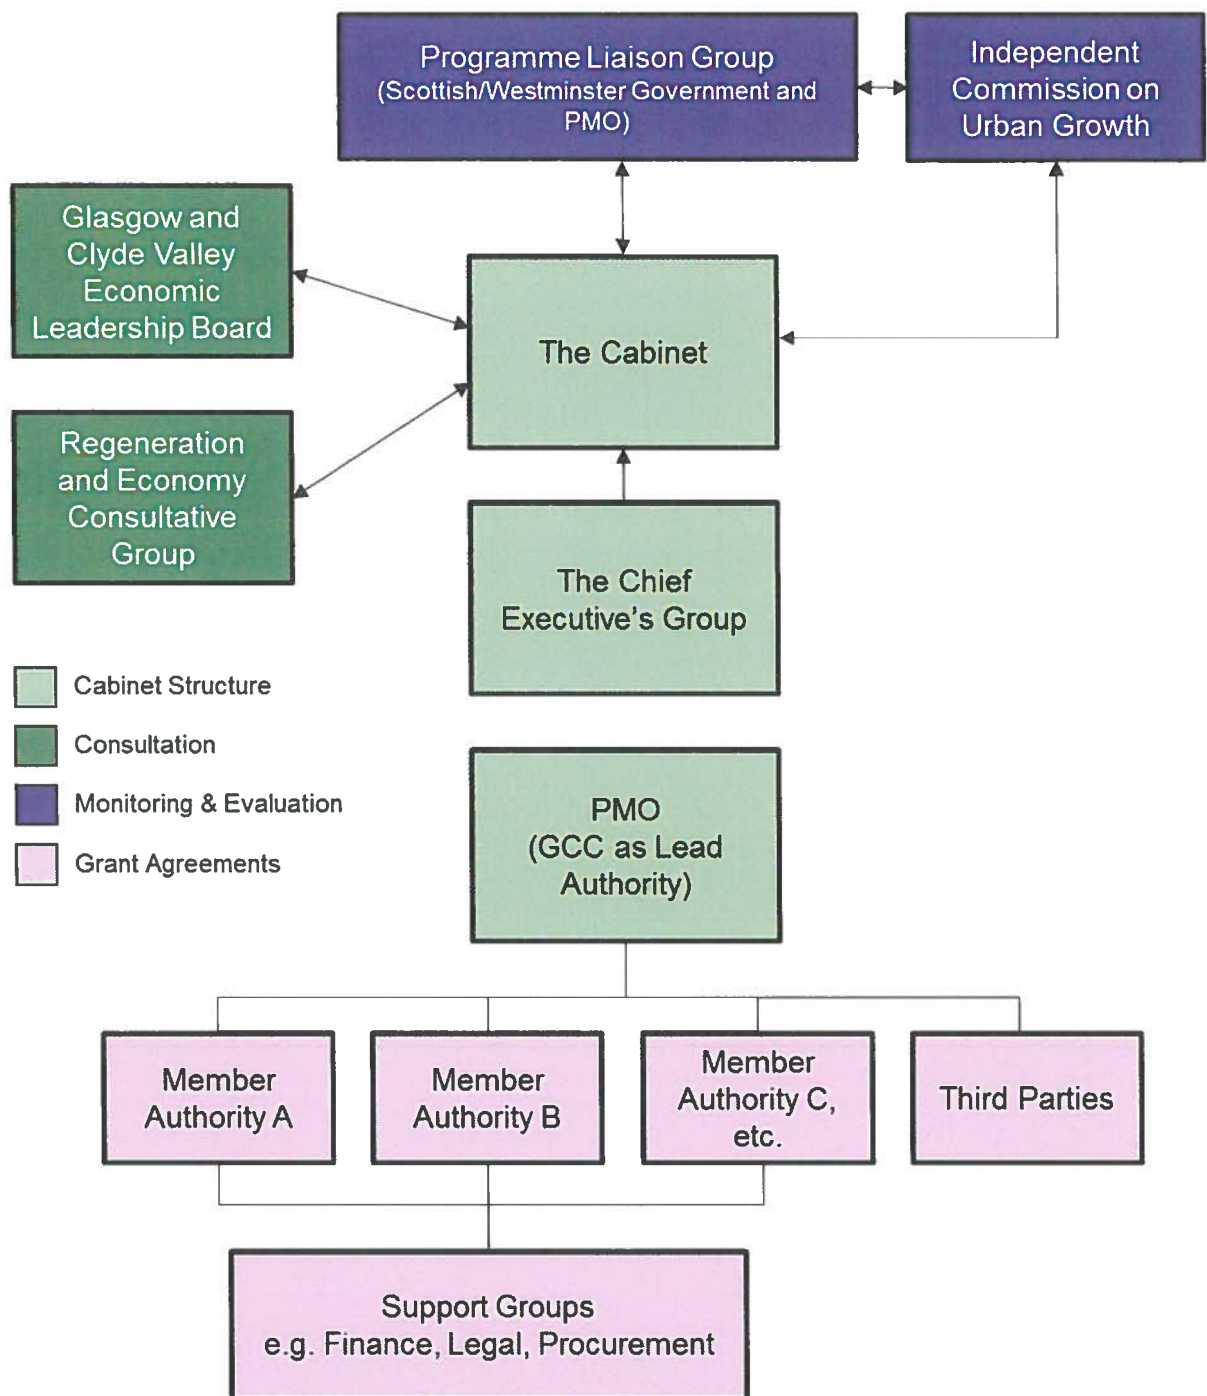 Programme Liaison Group
(Scottish/Westminster Government and
PMO)
Independent
Commission on
Urban Growth
Glasgow and
Clyde Valley
Economic
Leadership Board
The Cabinet
Regeneration
and Economy
Consultative
Group
The Chief
Executive's Group
Cabinet Structure
Consultation
Monitoring & Evaluation
Grant Agreements
PMO
(GCC as Lead
Authority)
Member
Authority A
Member
Authority B
Member
Authority C,
etc.
Third Parties
Support Groups
e.g. Finance, Legal, Procurement